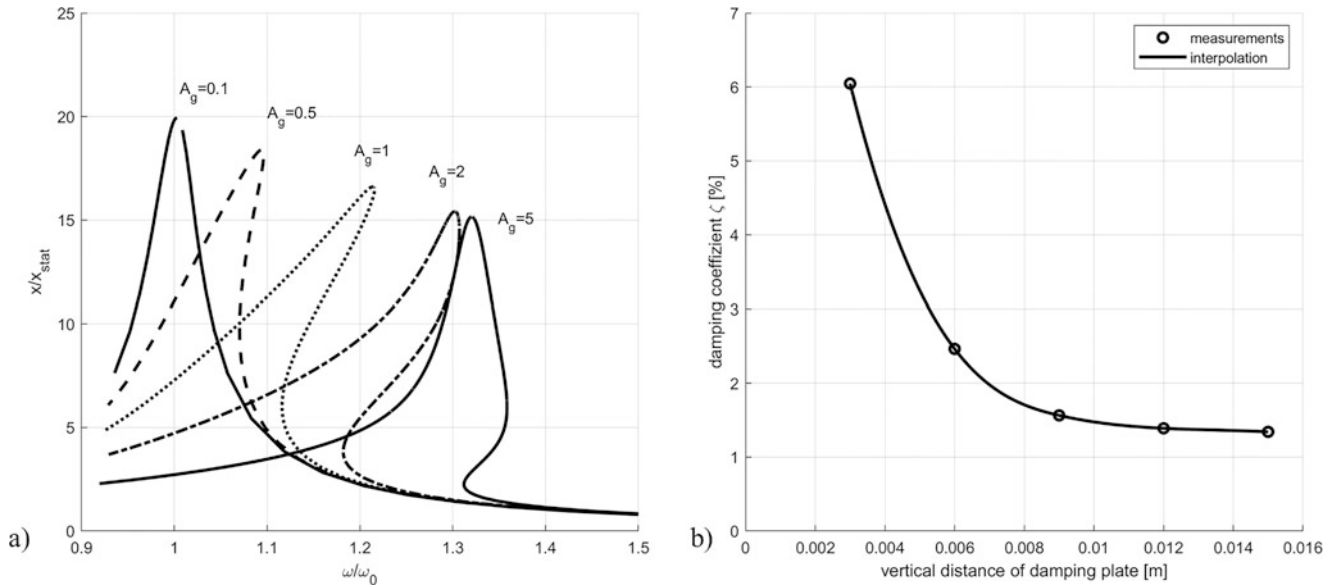 25
20
15
10
5
0
x/x_stat
A_g=0.1
A_g=0.5
A_g=1
A_g=2
A_g=5
0.9 1 1.1 1.2 1.3 1.4 1.5
ω/ω_0
a)
7
6
5
4
3
2
1
0
damping coefficient ζ [%]
measurements
interpolation
0 0.002 0.004 0.006 0.008 0.01 0.012 0.014 0.016
vertical distance of damping plate [m]
b)